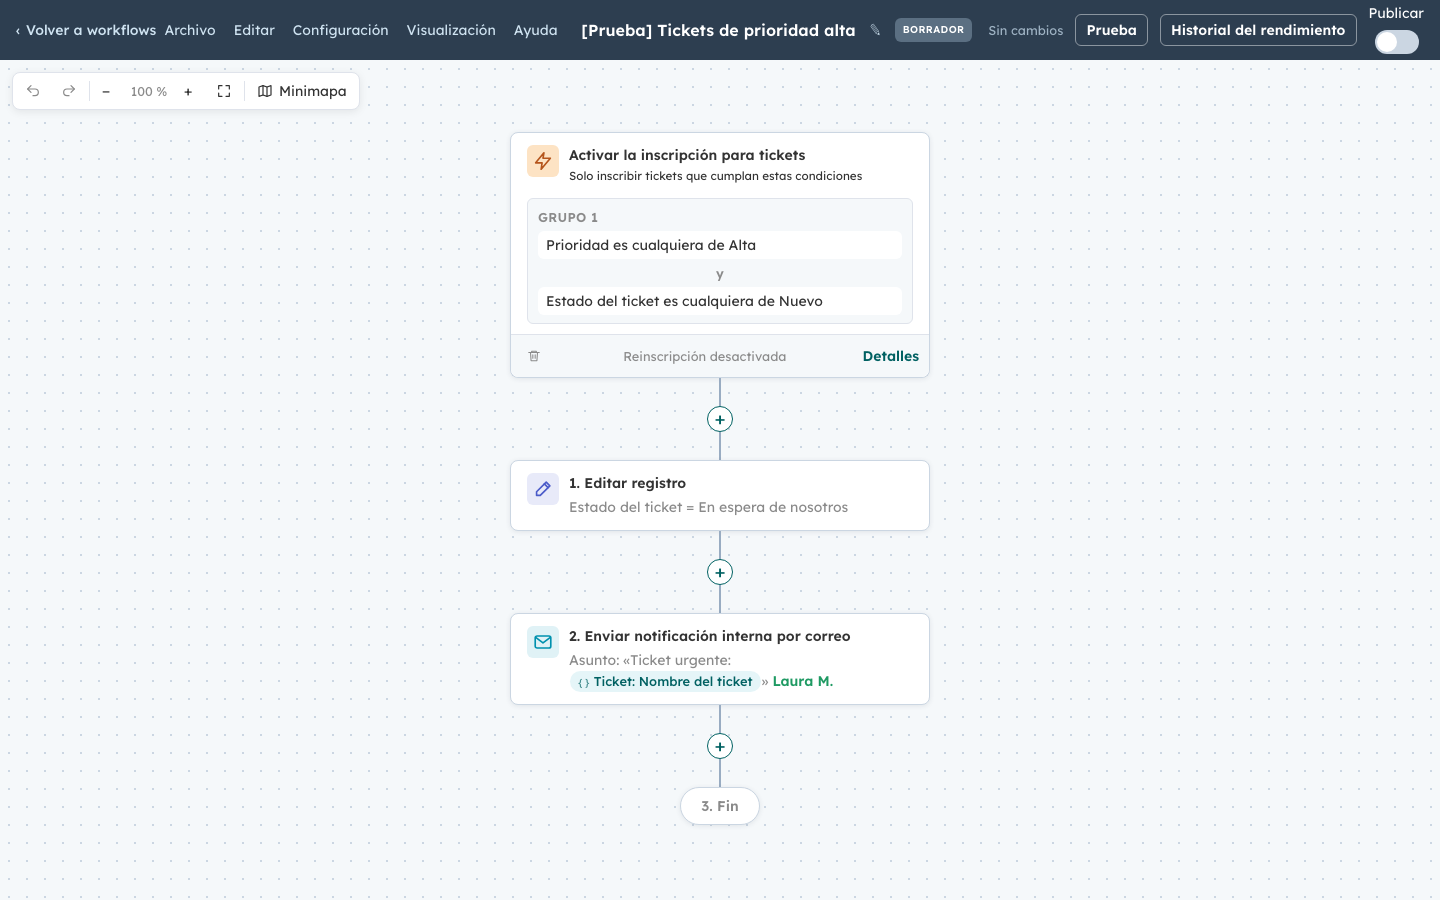 ‹ Volver a workflows Archivo Editar Configuración Visualización Ayuda [Prueba] Tickets de prioridad alta BORRADOR Sin cambios Prueba Historial del rendimiento Publicar
− 100 % + Minimapa
Activar la inscripción para tickets
Solo inscribir tickets que cumplan estas condiciones
GRUPO 1
Prioridad es cualquiera de Alta
y
Estado del ticket es cualquiera de Nuevo
Reinscripción desactivada Detalles
+
1. Editar registro
Estado del ticket = En espera de nosotros
+
2. Enviar notificación interna por correo
Asunto: «Ticket urgente:
{ } Ticket: Nombre del ticket » Laura M.
+
3. Fin